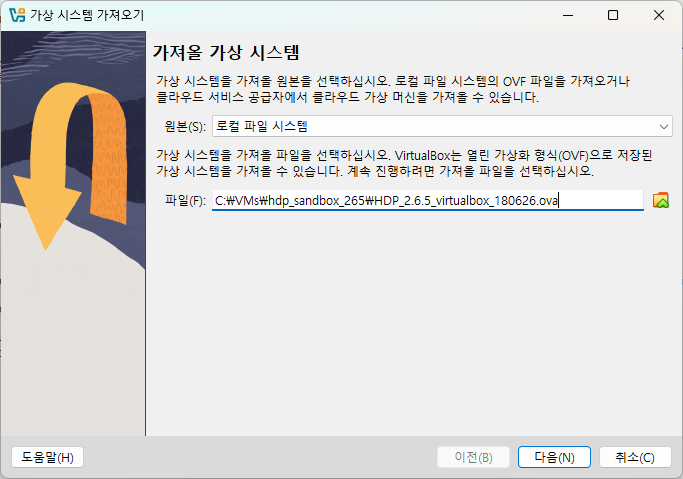 가상 시스템 가져오기
가져올 가상 시스템
가상 시스템을 가져올 원본을 선택하십시오. 로컬 파일 시스템의 OVF 파일을 가져오거나
클라우드 서비스 공급자에서 클라우드 가상 머신을 가져올 수 있습니다.
원본(S): 로컬 파일 시스템
가상 시스템을 가져올 파일을 선택하십시오. VirtualBox는 열린 가상화 형식(OVF)으로 저장된
가상 시스템을 가져올 수 있습니다. 계속 진행하려면 가져올 파일을 선택하십시오.
파일(F): C:₩VMs₩hdp_sandbox_265₩HDP_2.6.5_virtualbox_180626.ova
도움말(H) 이전(B) 다음(N) 취소(C)